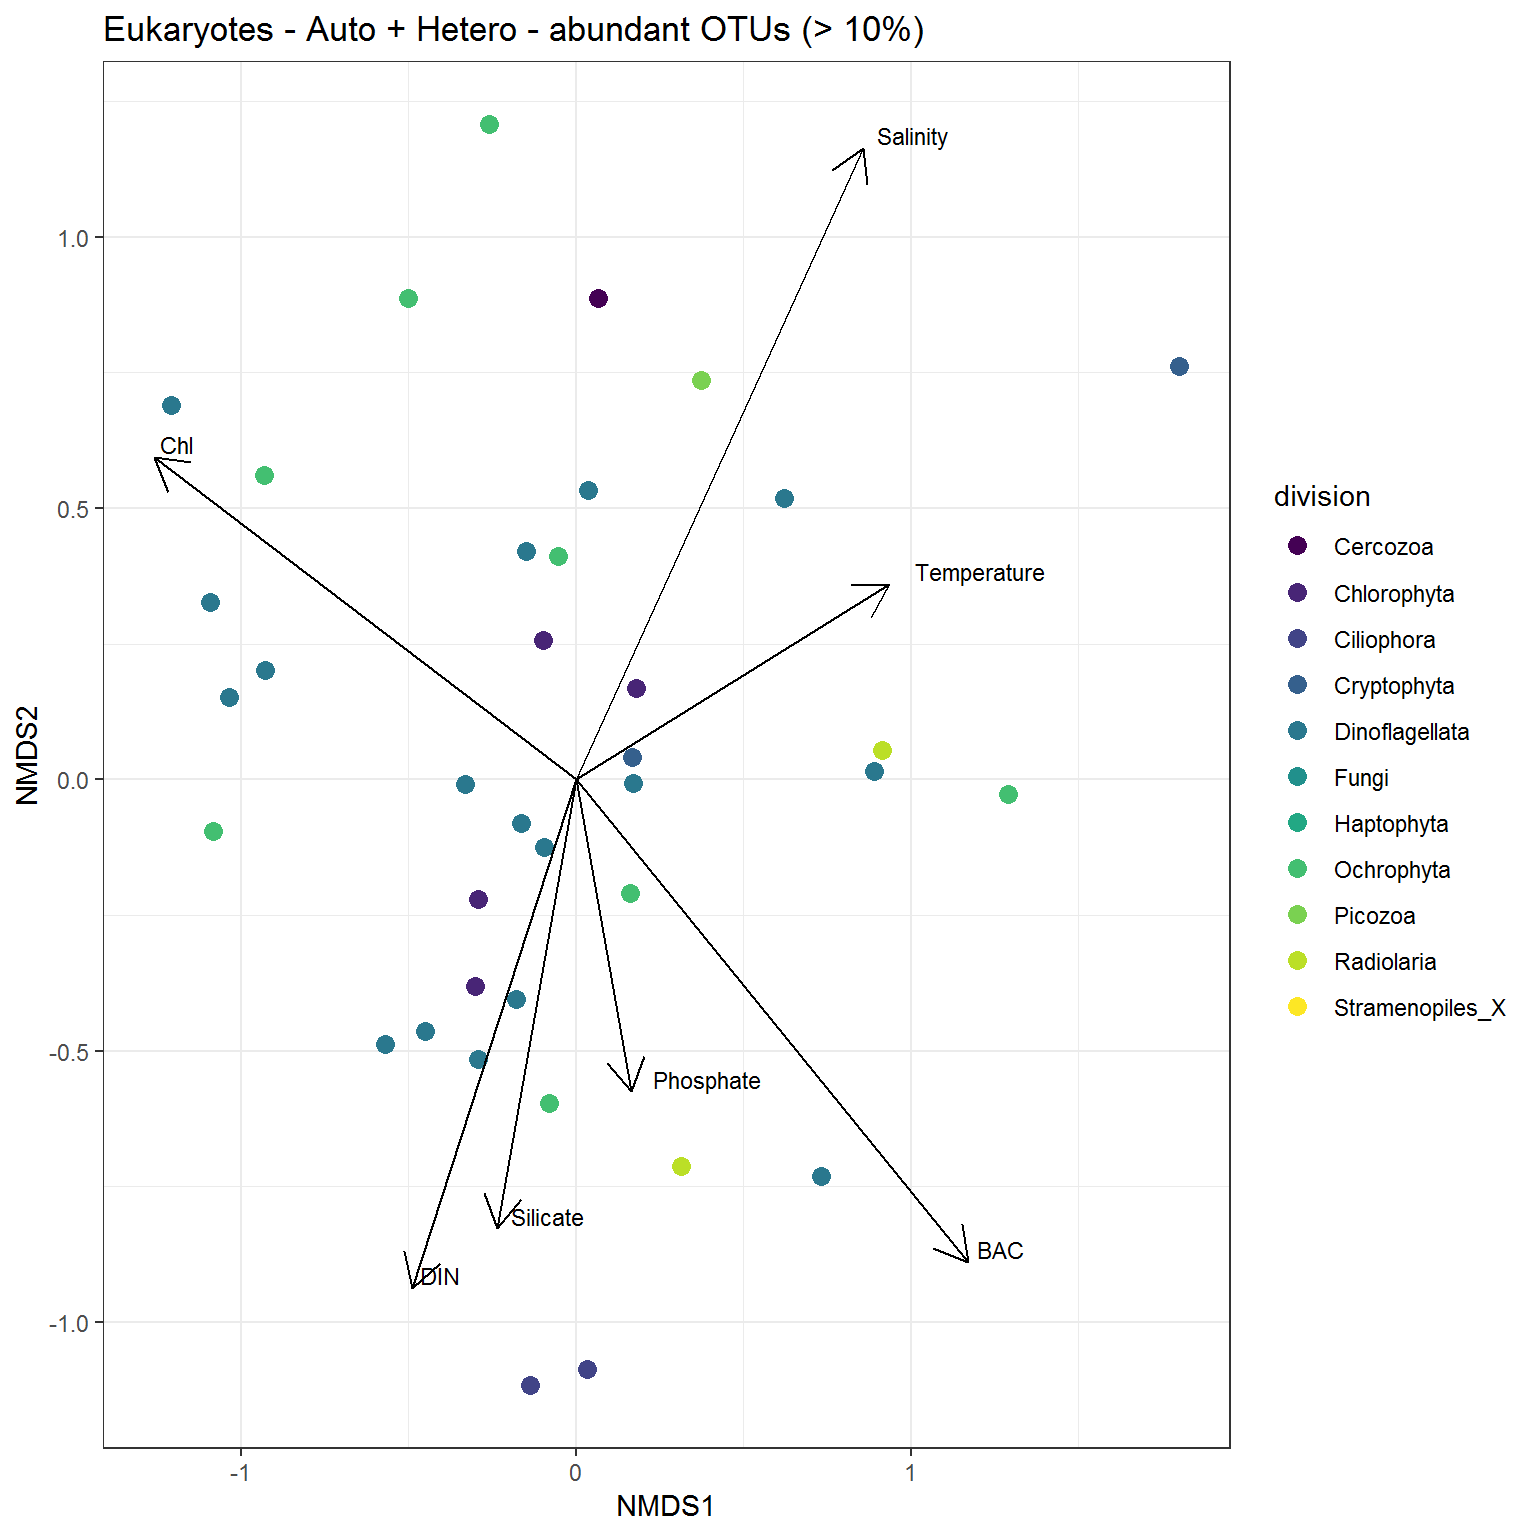 Eukaryotes - Auto + Hetero - abundant OTUs (> 10%)
Salinity
Chl
Temperature
Phosphate
Silicate
DIN
BAC
1.0
0.5
0.0
-0.5
-1.0
NMDS2
-1
0
1
NMDS1
division
Cercozoa
Chlorophyta
Ciliophora
Cryptophyta
Dinoflagellata
Fungi
Haptophyta
Ochrophyta
Picozoa
Radiolaria
Stramenopiles_X